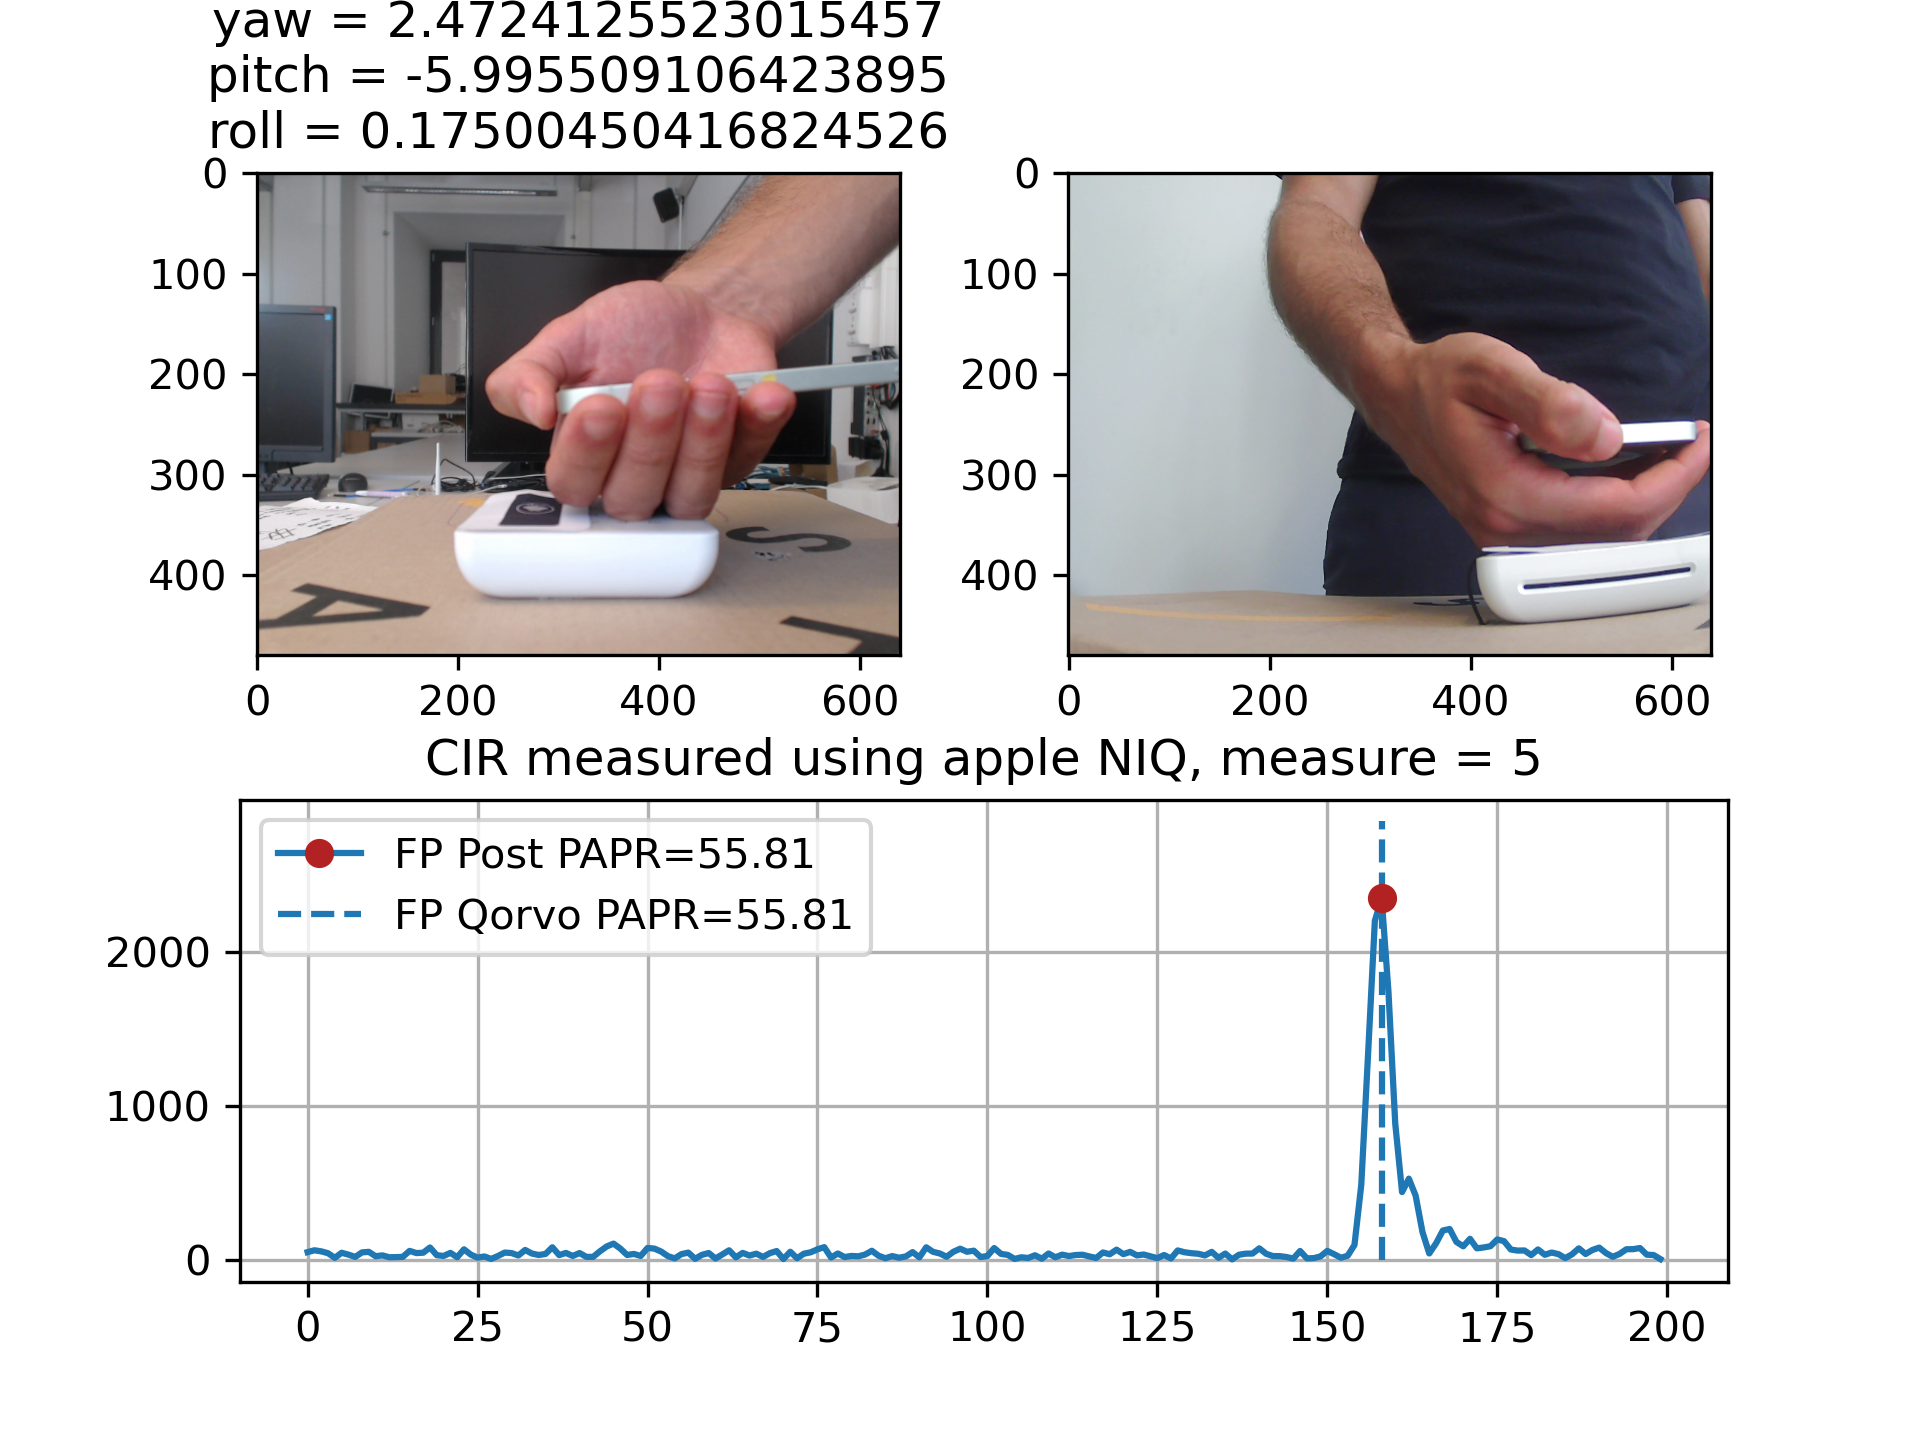 yaw = 2.4724125523015457
pitch = -5.995509106423895
roll = 0.17500450416824526
0
100
200
300
400
0 200 400 600
0
100
200
300
400
0 200 400 600
S
A
CIR measured using apple NIQ, measure = 5
FP Post PAPR=55.81
FP Qorvo PAPR=55.81
2000
1000
0
0 25 50 75 100 125 150 175 200